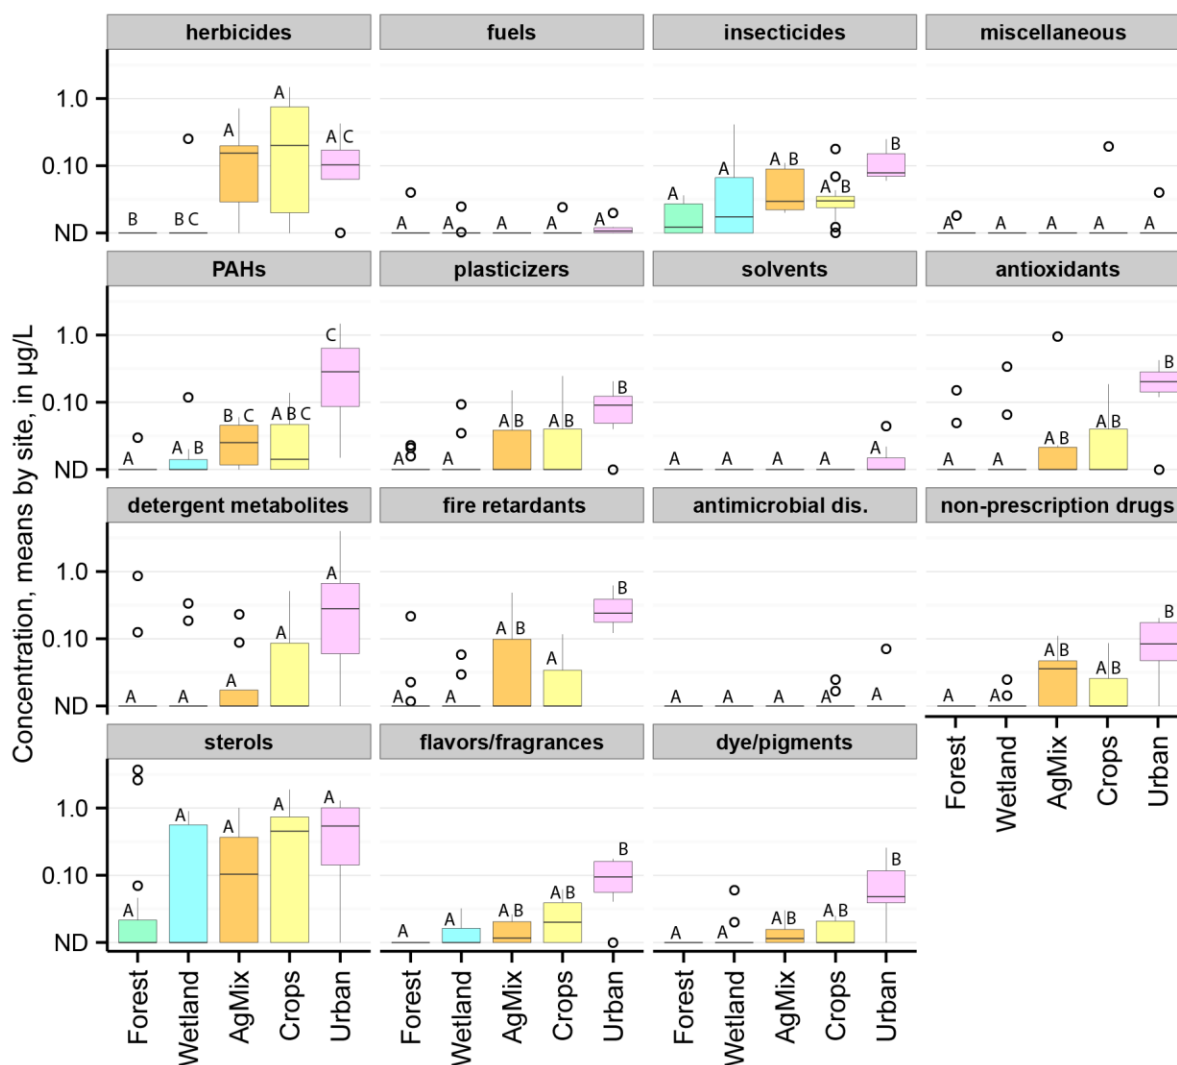 herbicides fuels insecticides miscellaneous
1.0
0.10
ND
B B C A A A C
A A A A A
A A A B A B B
A A A A A
PAHs plasticizers solvents antioxidants
1.0
0.10
ND
A A B B C A B C C
A A A B A B B
A A A A A
A A A B A B B
detergent metabolites fire retardants antimicrobial dis. non-prescription drugs
1.0
0.10
ND
A A A A A
A A A B A B
A A A A A
A A A B A B B
sterols flavors/fragrances dye/pigments
1.0
0.10
ND
A A A A A
A A A B A B B
A A A B A B B
Forest Wetland AgMix Crops Urban
Forest Wetland AgMix Crops Urban
Forest Wetland AgMix Crops Urban
Forest Wetland AgMix Crops Urban
Concentration, means by site, in µg/L